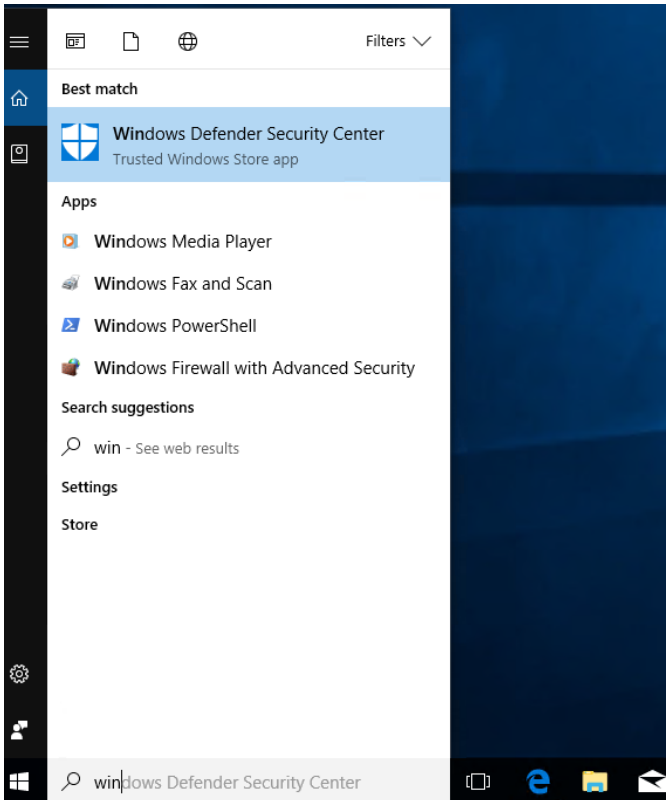 Filters
Best match
Windows Defender Security Center
Trusted Windows Store app
Apps
Windows Media Player
Windows Fax and Scan
Windows PowerShell
Windows Firewall with Advanced Security
Search suggestions
win - See web results
Settings
Store
windows Defender Security Center